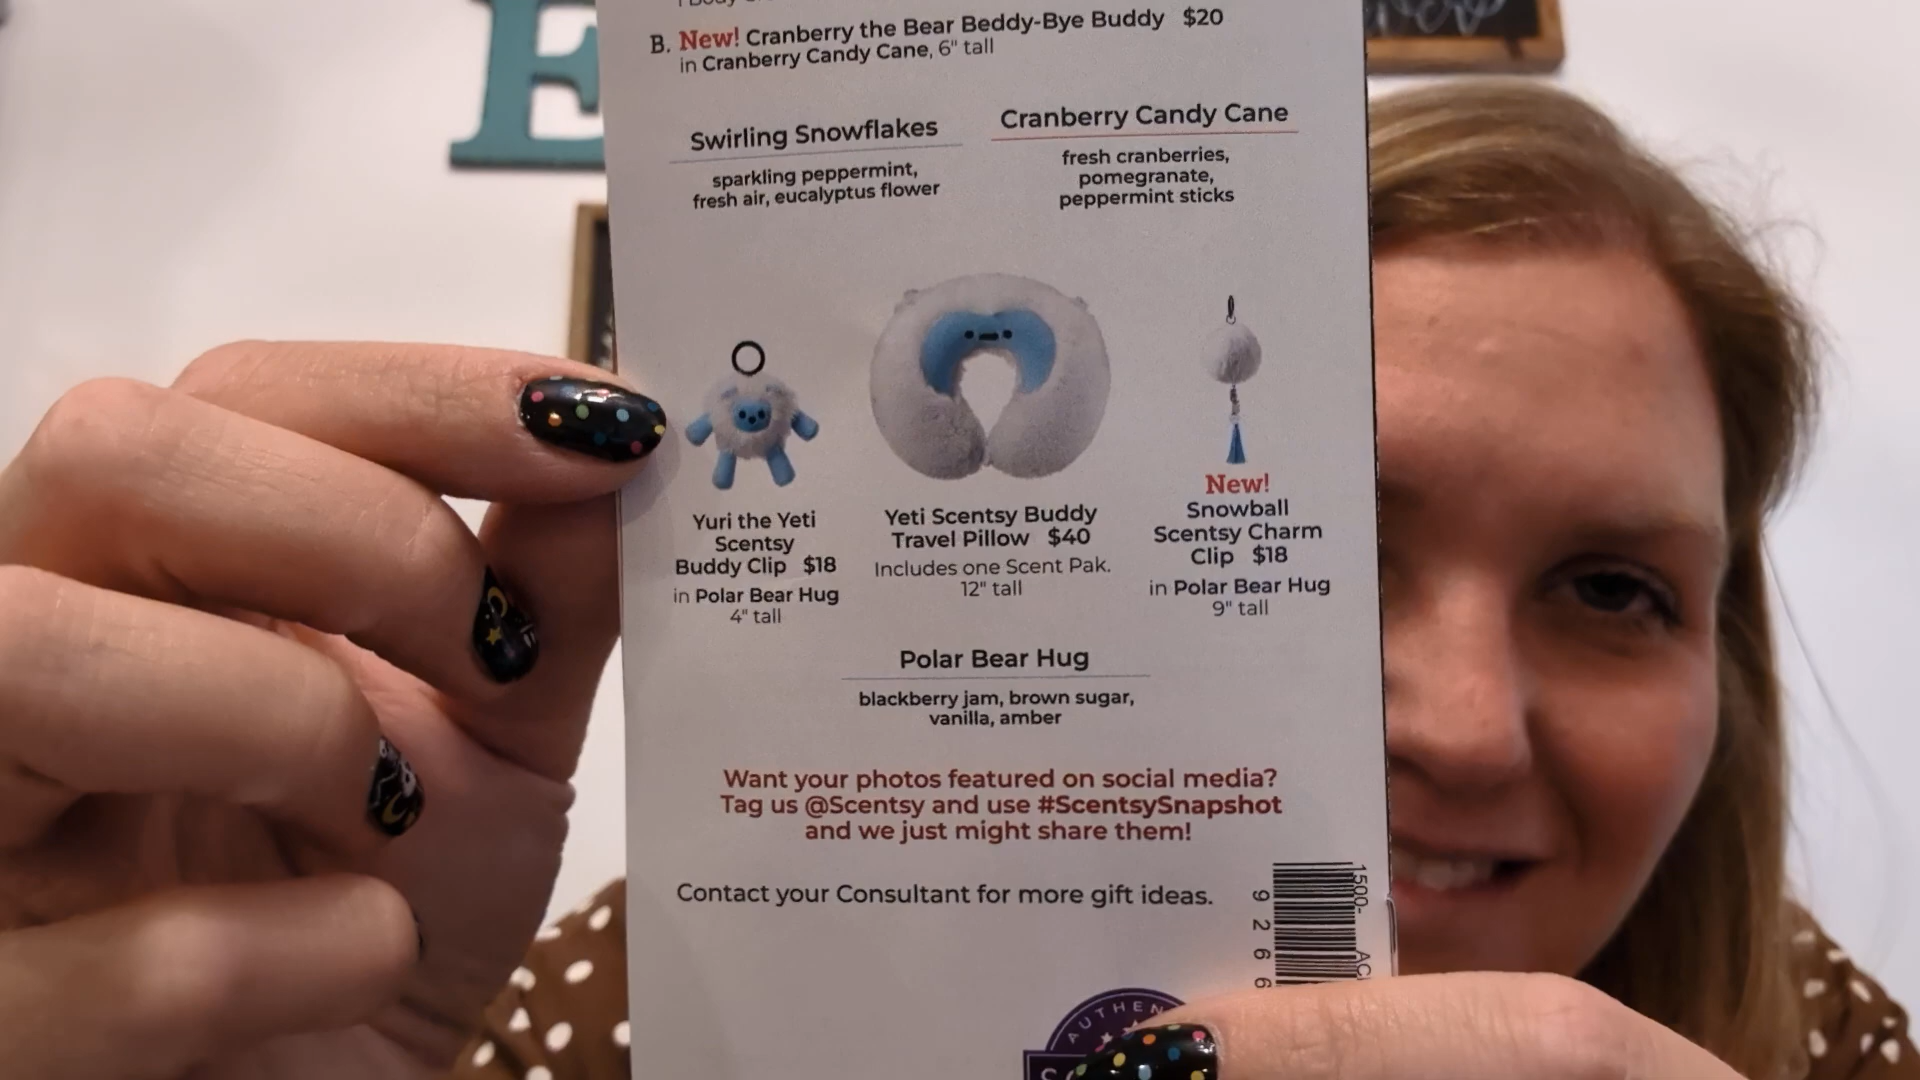 B. New! Cranberry the Bear Beddy-Bye Buddy $20
in Cranberry Candy Cane, 6" tall
Swirling Snowflakes
sparkling peppermint,
fresh air, eucalyptus flower
Cranberry Candy Cane
fresh cranberries,
pomegranate,
peppermint sticks
Yuri the Yeti
Scentsy
Buddy Clip $18
in Polar Bear Hug
4" tall
Yeti Scentsy Buddy
Travel Pillow $40
Includes one Scent Pak.
12" tall
New!
Snowball
Scentsy Charm
Clip $18
in Polar Bear Hug
9" tall
Polar Bear Hug
blackberry jam, brown sugar,
vanilla, amber
Want your photos featured on social media?
Tag us @Scentsy and use #ScentsySnapshot
and we just might share them!
Contact your Consultant for more gift ideas.
1500-
9266
E